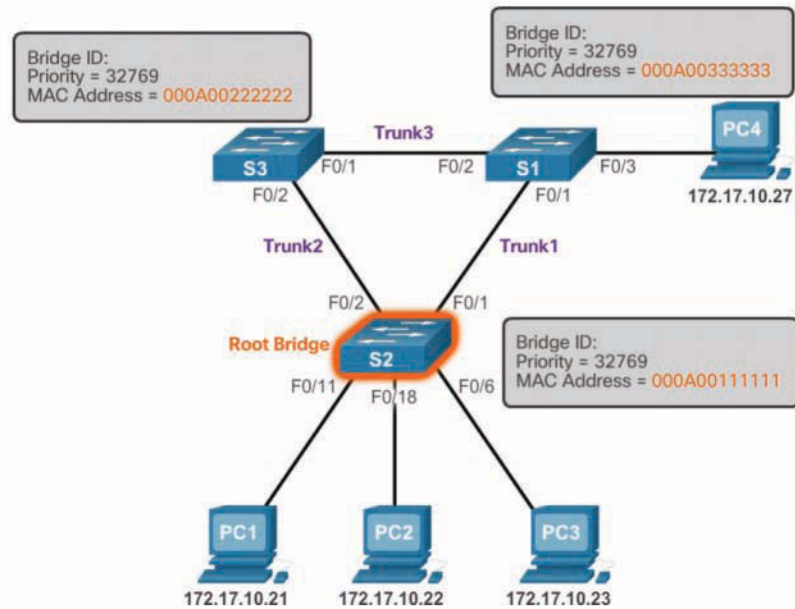 Bridge ID:
Priority = 32769
MAC Address = 000A00222222
Bridge ID:
Priority = 32769
MAC Address = 000A00333333
Trunk3
PC4
S3
F0/1
F0/2
S1
F0/3
F0/2
F0/1
172.17.10.27
Trunk2
Trunk1
F0/2
F0/1
Root Bridge
S2
Bridge ID:
Priority = 32769
MAC Address = 000A00111111
F0/11
F0/18
F0/6
PC1
PC2
PC3
172.17.10.21
172.17.10.22
172.17.10.23